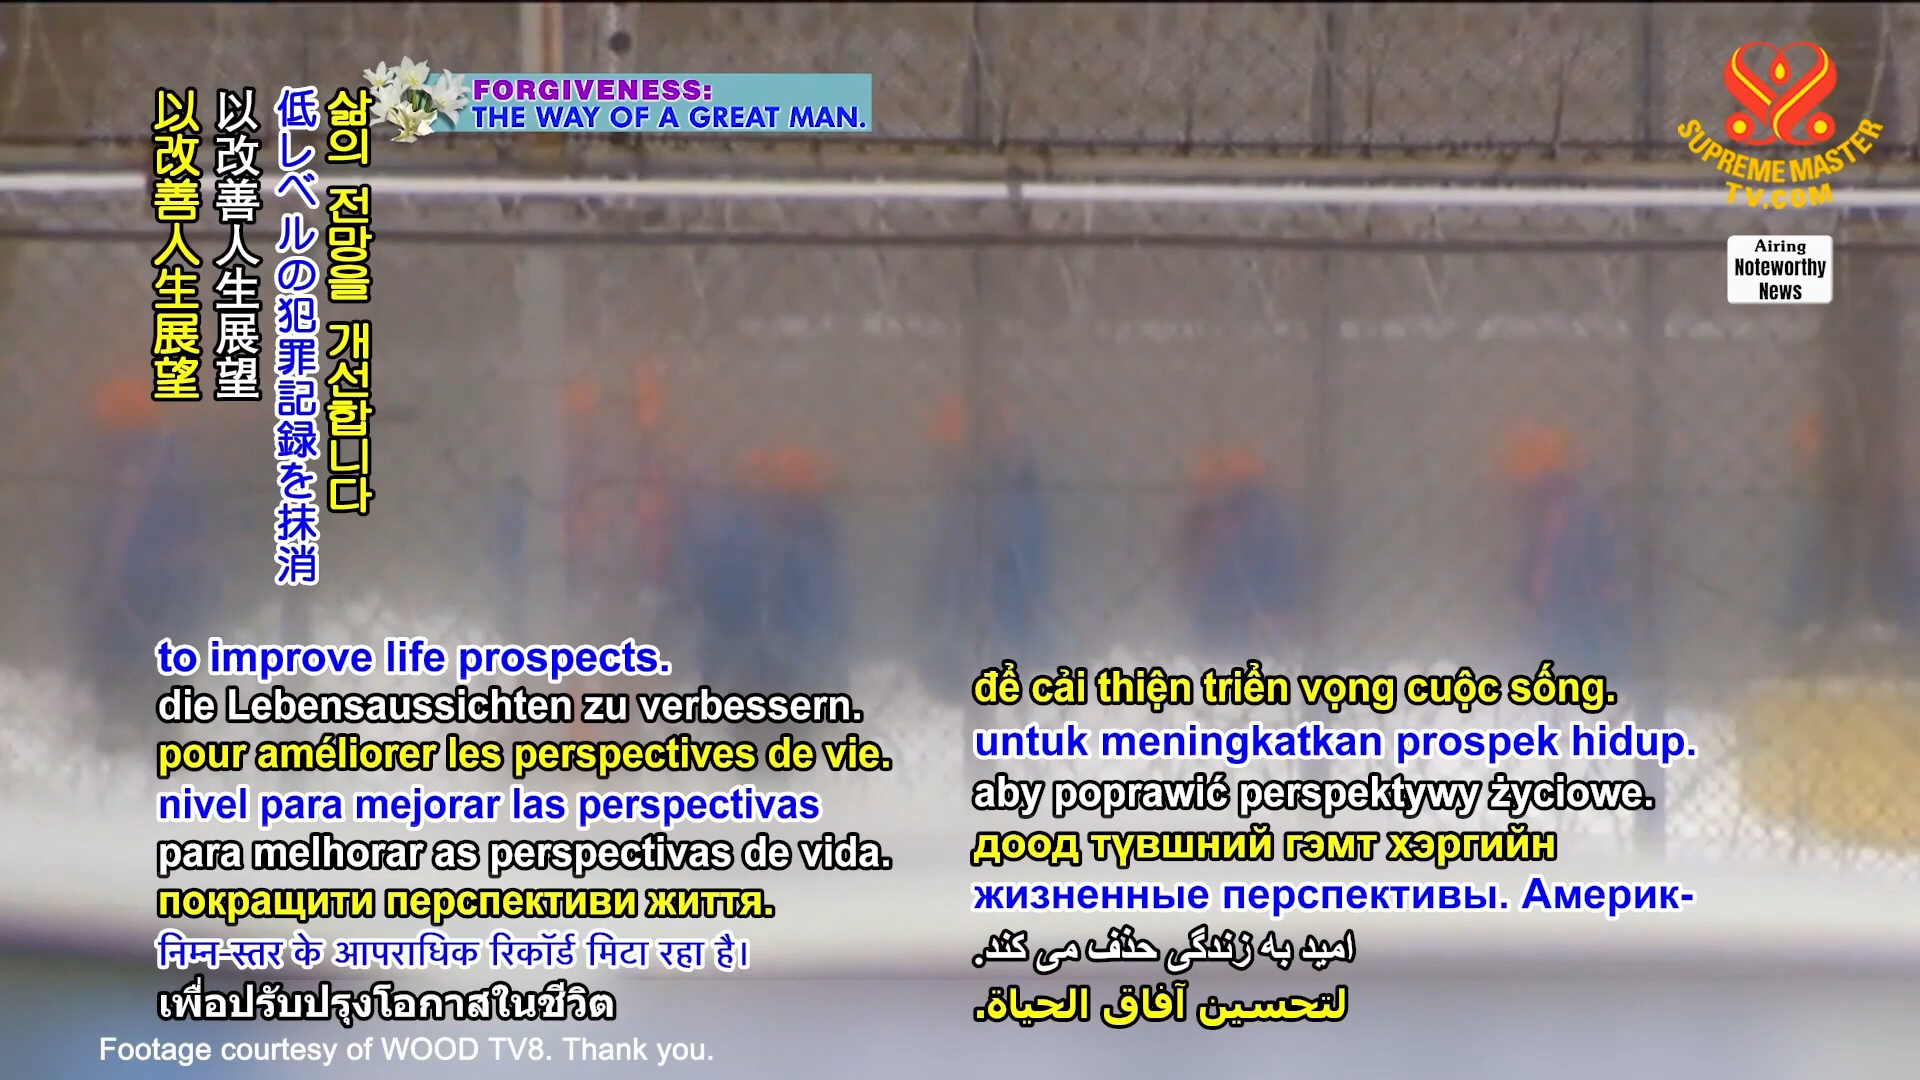 FORGIVENESS:
THE WAY OF A GREAT MAN.
SUPREME MASTER
TV.COM
Airing
Noteworthy
News
삶의 전망을 개선합니다
低レベルの犯罪記録を抹消
以改善人生展望
以改善人生展望
to improve life prospects.
die Lebensaussichten zu verbessern.
pour améliorer les perspectives de vie.
nivel para mejorar las perspectivas
para melhorar as perspectivas de vida.
покращити перспективи життя.
निम्न-स्तर के आपराधिक रिकॉर्ड मिटा रहा है।
เพื่อปรับปรุงโอกาสในชีวิต
để cải thiện triển vọng cuộc sống.
untuk meningkatkan prospek hidup.
aby poprawić perspektywy życiowe.
доод түвшний гэмт хэргийн
жизненные перспективы. Америк-
امید به زندگی حذف می کند.
لتحسين آفاق الحياة.
Footage courtesy of WOOD TV8. Thank you.